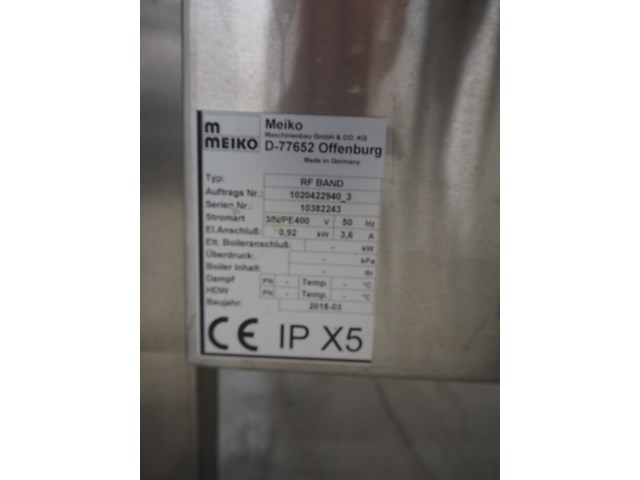 m
MEIKO
Meiko
Maschinenbau GmbH & CO. KG
D-77652 Offenburg
Made in Germany
Typ: RF BAND
Auftrags Nr.: 1020422940_3
Serien Nr.: 10382243
Stromart 3/N/PE400 V 50 Hz
El.Anschluß: 0,92 kW 3,6 A
Elt. Boileranschluß: - kW
Überdruck: - kPa
Boiler Inhalt: - ltr
Dampf PN - Temp. - °C
HDW PN - Temp. - °C
Baujahr: 2018-03
CE IP X5